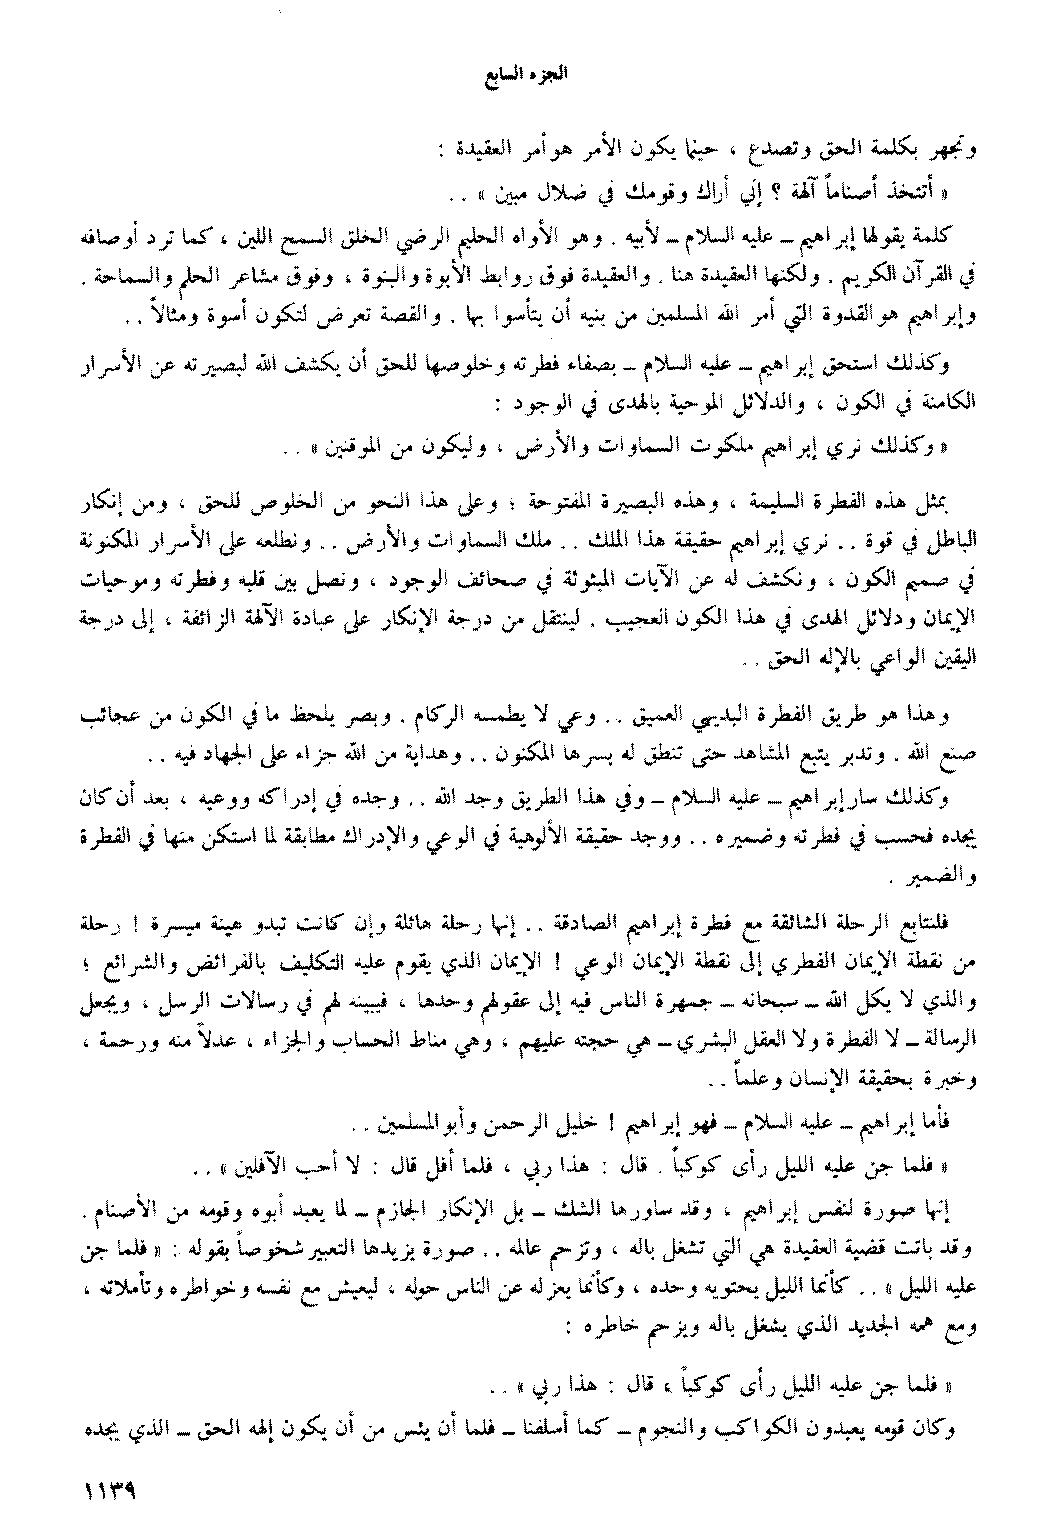 الجزء السابع
وتجهر بكلمة الحق وتصدع ، حينما يكون الأمر هو أمر العقيدة :
« أتتخذ أصناماً آلهة ؟ إني أراك وقومك في ضلال مبين » . .
كلمة يقولها إبراهيم – عليه السلام – لأبيه . وهو الأواه الحليم الرضي الخلق السمح اللين ، كما ترد أوصافه
في القرآن الكريم . ولكنها العقيدة هنا . والعقيدة فوق روابط الأبوة والبنوة ، وفوق مشاعر الحلم والسماحة .
وإبراهيم هو القدوة التي أمر الله المسلمين من بنيه أن يتأسوا بها . والقصة تعرض لتكون أسوة ومثالاً . .
وكذلك استحق إبراهيم – عليه السلام – بصفاء فطرته وخلوصها للحق أن يكشف الله لبصيرته عن الأسرار
الكامنة في الكون ، والدلائل الموحية بالهدى في الوجود :
« وكذلك نري إبراهيم ملكوت السماوات والأرض ، وليكون من الموقنين » . .
بمثل هذه الفطرة السليمة ، وهذه البصيرة المفتوحة ؛ وعلى هذا النحو من الخلوص للحق ، ومن إنكار
الباطل في قوة . . نري إبراهيم حقيقة هذا الملك . . ملك السماوات والأرض . . ونطلعه على الأسرار المكنونة
في صميم الكون ، ونكشف له عن الآيات المبثوثة في صحائف الوجود ، ونصل بين قلبه وفطرته وموحيات
الإيمان ودلائل الهدى في هذا الكون العجيب . لينتقل من درجة الإنكار على عبادة الآلهة الزائفة ، إلى درجة
اليقين الواعي بالإله الحق . .
وهذا هو طريق الفطرة البديهي العميق . . وعي لا يطمسه الركام . وبصر يلحظ ما في الكون من عجائب
صنع الله . وتدبر يتبع المشاهد حتى تنطق له بسرها المكنون . . وهداية من الله جزاء على الجهاد فيه . .
وكذلك سار إبراهيم – عليه السلام – وفي هذا الطريق وجد الله . . وجده في إدراكه ووعيه ، بعد أن كان
يجده فحسب في فطرته وضميره . . ووجد حقيقة الألوهية في الوعي والإدراك مطابقة لما استكن منها في الفطرة
والضمير .
فلنتابع الرحلة الشائقة مع فطرة إبراهيم الصادقة . . إنها رحلة هائلة وإن كانت تبدو هينة ميسرة ! رحلة
من نقطة الإيمان الفطري إلى نقطة الإيمان الواعي ! الإيمان الذي يقوم عليه التكليف بالفرائض والشرائع ؛
والذي لا يكل الله – سبحانه – جمهرة الناس فيه إلى عقولهم وحدها ، فيبينه لهم في رسالات الرسل ، ويجعل
الرسالة – لا الفطرة ولا العقل البشري – هي حجته عليهم ، وهي مناط الحساب والجزاء ، عدلاً منه ورحمة ،
وخبرة بحقيقة الإنسان وعلماً . .
فأما إبراهيم – عليه السلام – فهو إبراهيم ! خليل الرحمن وأبو المسلمين . .
« فلما جن عليه الليل رأى كوكباً . قال : هذا ربي ، فلما أفل قال : لا أحب الآفلين » . .
إنها صورة لنفس إبراهيم ، وقد ساورها الشك – بل الإنكار الجازم – لما يعبد أبوه وقومه من الأصنام .
وقد باتت قضية العقيدة هي التي تشغل باله ، وتزحم عالمه . . صورة يزيدها التعبير شخوصاً بقوله : « فلما جن
عليه الليل » . . كأنما الليل يحتويه وحده ، وكأنما يعزله عن الناس حوله ، ليعيش مع نفسه وخواطره وتأملاته ،
ومع همه الجديد الذي يشغل باله ويزحم خاطره :
« فلما جن عليه الليل رأى كوكباً ، قال : هذا ربي » . .
وكان قومه يعبدون الكواكب والنجوم – كما أسلفنا – فلما أن يئس من أن يكون إلهه الحق – الذي يجده
١١٣٩